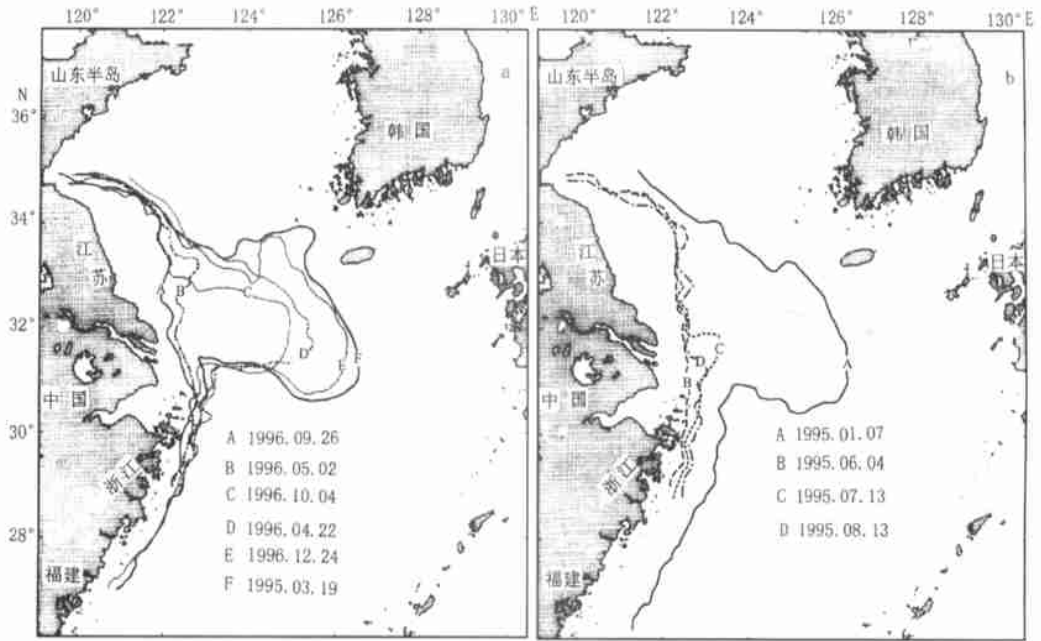 120° 122° 124° 126° 128° 130° E
N
36°
34°
32°
30°
28°
山东半岛
韩国
江苏
日本
中国
浙江
福建
a
A
B
C
D
E
F
A 1996.09.26
B 1996.05.02
C 1996.10.04
D 1996.04.22
E 1996.12.24
F 1995.03.19
120° 122° 124° 126° 128° 130° E
山东半岛
韩国
江苏
日本
中国
浙江
福建
b
A
B
C
D
A 1995.01.07
B 1995.06.04
C 1995.07.13
D 1995.08.13